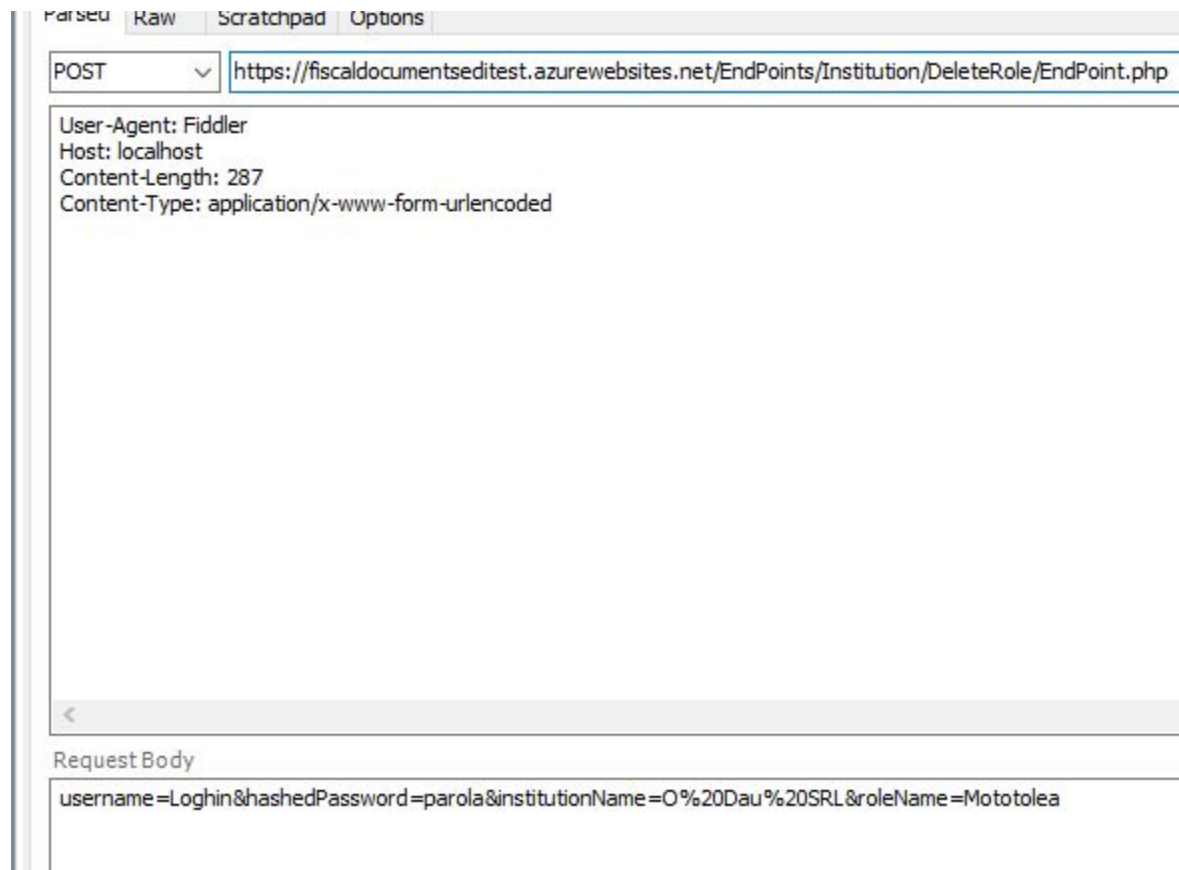 Parsed Raw Scratchpad Options
POST https://fiscaldocumentseditest.azurewebsites.net/EndPoints/Institution/DeleteRole/EndPoint.php
User-Agent: Fiddler
Host: localhost
Content-Length: 287
Content-Type: application/x-www-form-urlencoded
Request Body
username=Loghin&hashedPassword=parola&institutionName=O%20Dau%20SRL&roleName=Mototolea